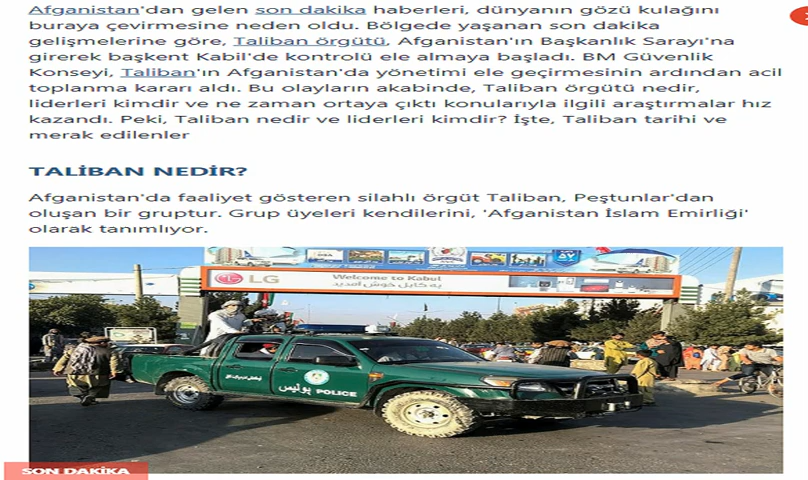 Afganistan'dan gelen son dakika haberleri, dünyanın gözü kulağını
buraya çevirmesine neden oldu. Bölgede yaşanan son dakika
gelişmelerine göre, Taliban örgütü, Afganistan'ın Başkanlık Sarayı'na
girerek başkent Kabil'de kontrolü ele almaya başladı. BM Güvenlik
Konseyi, Taliban'ın Afganistan'da yönetimi ele geçirmesinin ardından acil
toplanma kararı aldı. Bu olayların akabinde, Taliban örgütü nedir,
liderleri kimdir ve ne zaman ortaya çıktı konularıyla ilgili araştırmalar hız
kazandı. Peki, Taliban nedir ve liderleri kimdir? İşte, Taliban tarihi ve
merak edilenler
TALİBAN NEDİR?
Afganistan'da faaliyet gösteren silahlı örgüt Taliban, Peştunlar'dan
oluşan bir gruptur. Grup üyeleri kendilerini, 'Afganistan İslam Emirliği'
olarak tanımlıyor.
LG
Welcome to Kabul
به کابل خوش آمدید
پولیس POLICE
SON DAKİKA